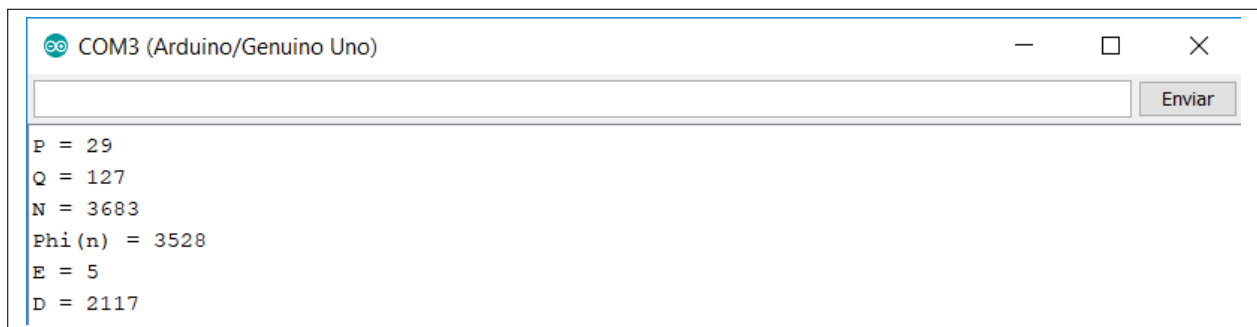 COM3 (Arduino/Genuino Uno)
Enviar
P = 29
Q = 127
N = 3683
Phi(n) = 3528
E = 5
D = 2117